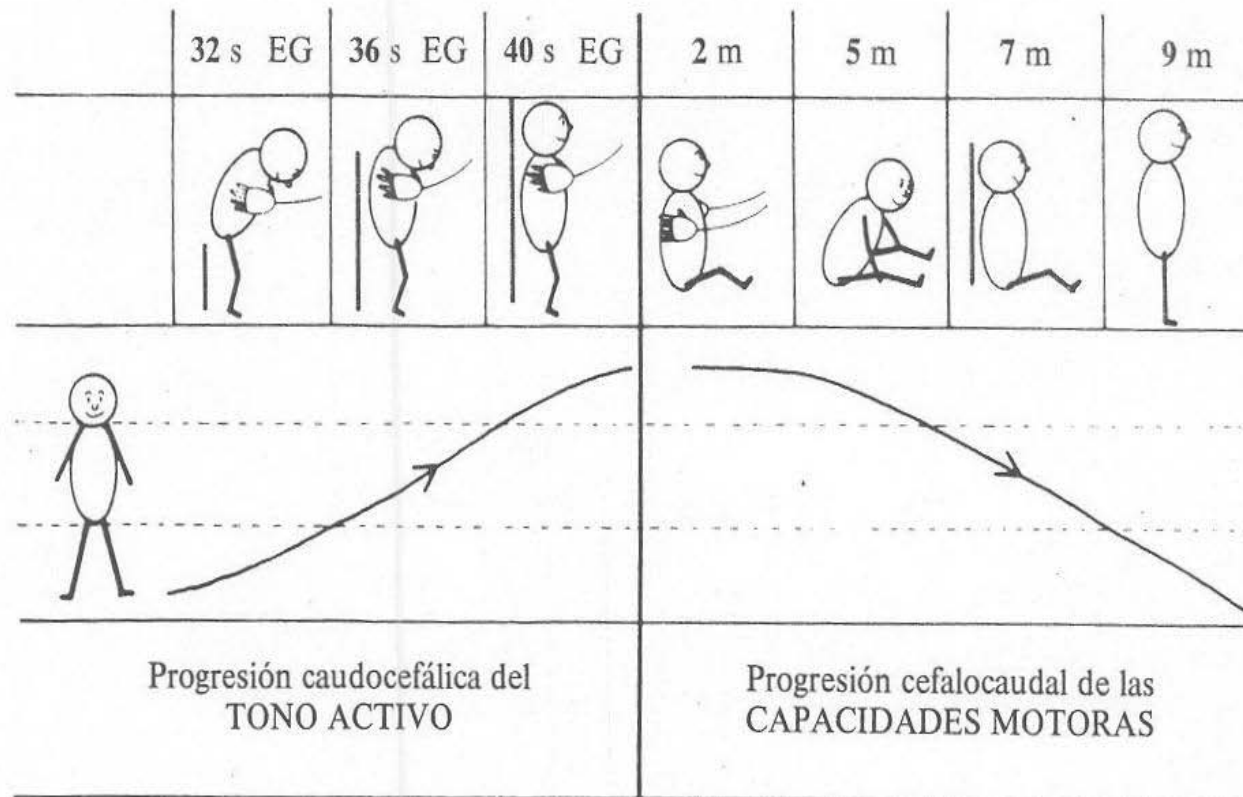 32 s EG 36 s EG 40 s EG 2 m 5 m 7 m 9 m
Progresión caudocefálica del
TONO ACTIVO
Progresión cefalocaudal de las
CAPACIDADES MOTORAS